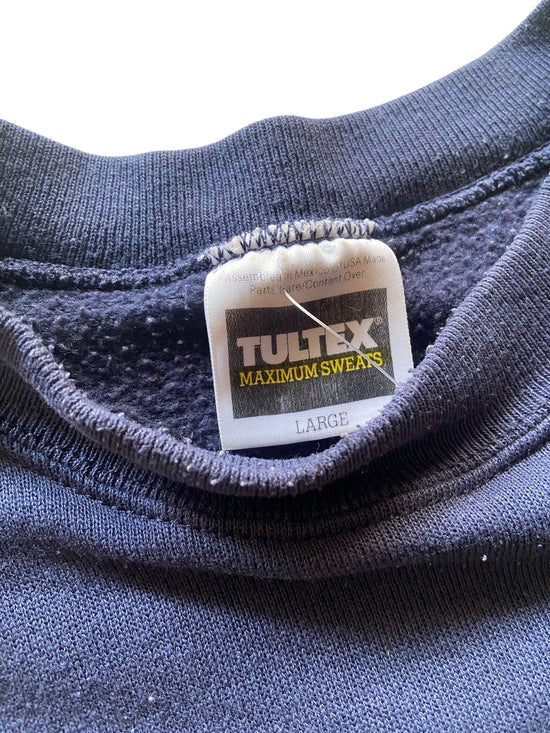 Assembled in Mexico of USA Made
Parts Care/Content Over
TULTEX®
MAXIMUM SWEATS
LARGE